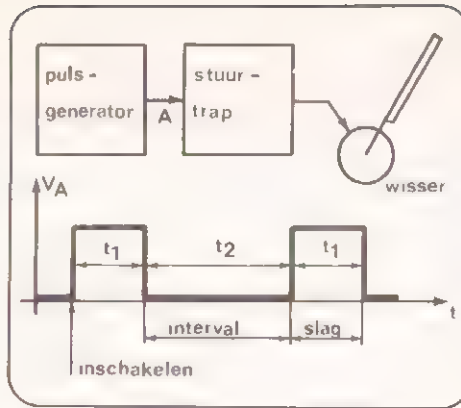 puls-
generator
A
stuur-
trap
wisser
VA
t1
t2
t1
t
interval
slag
inschakelen